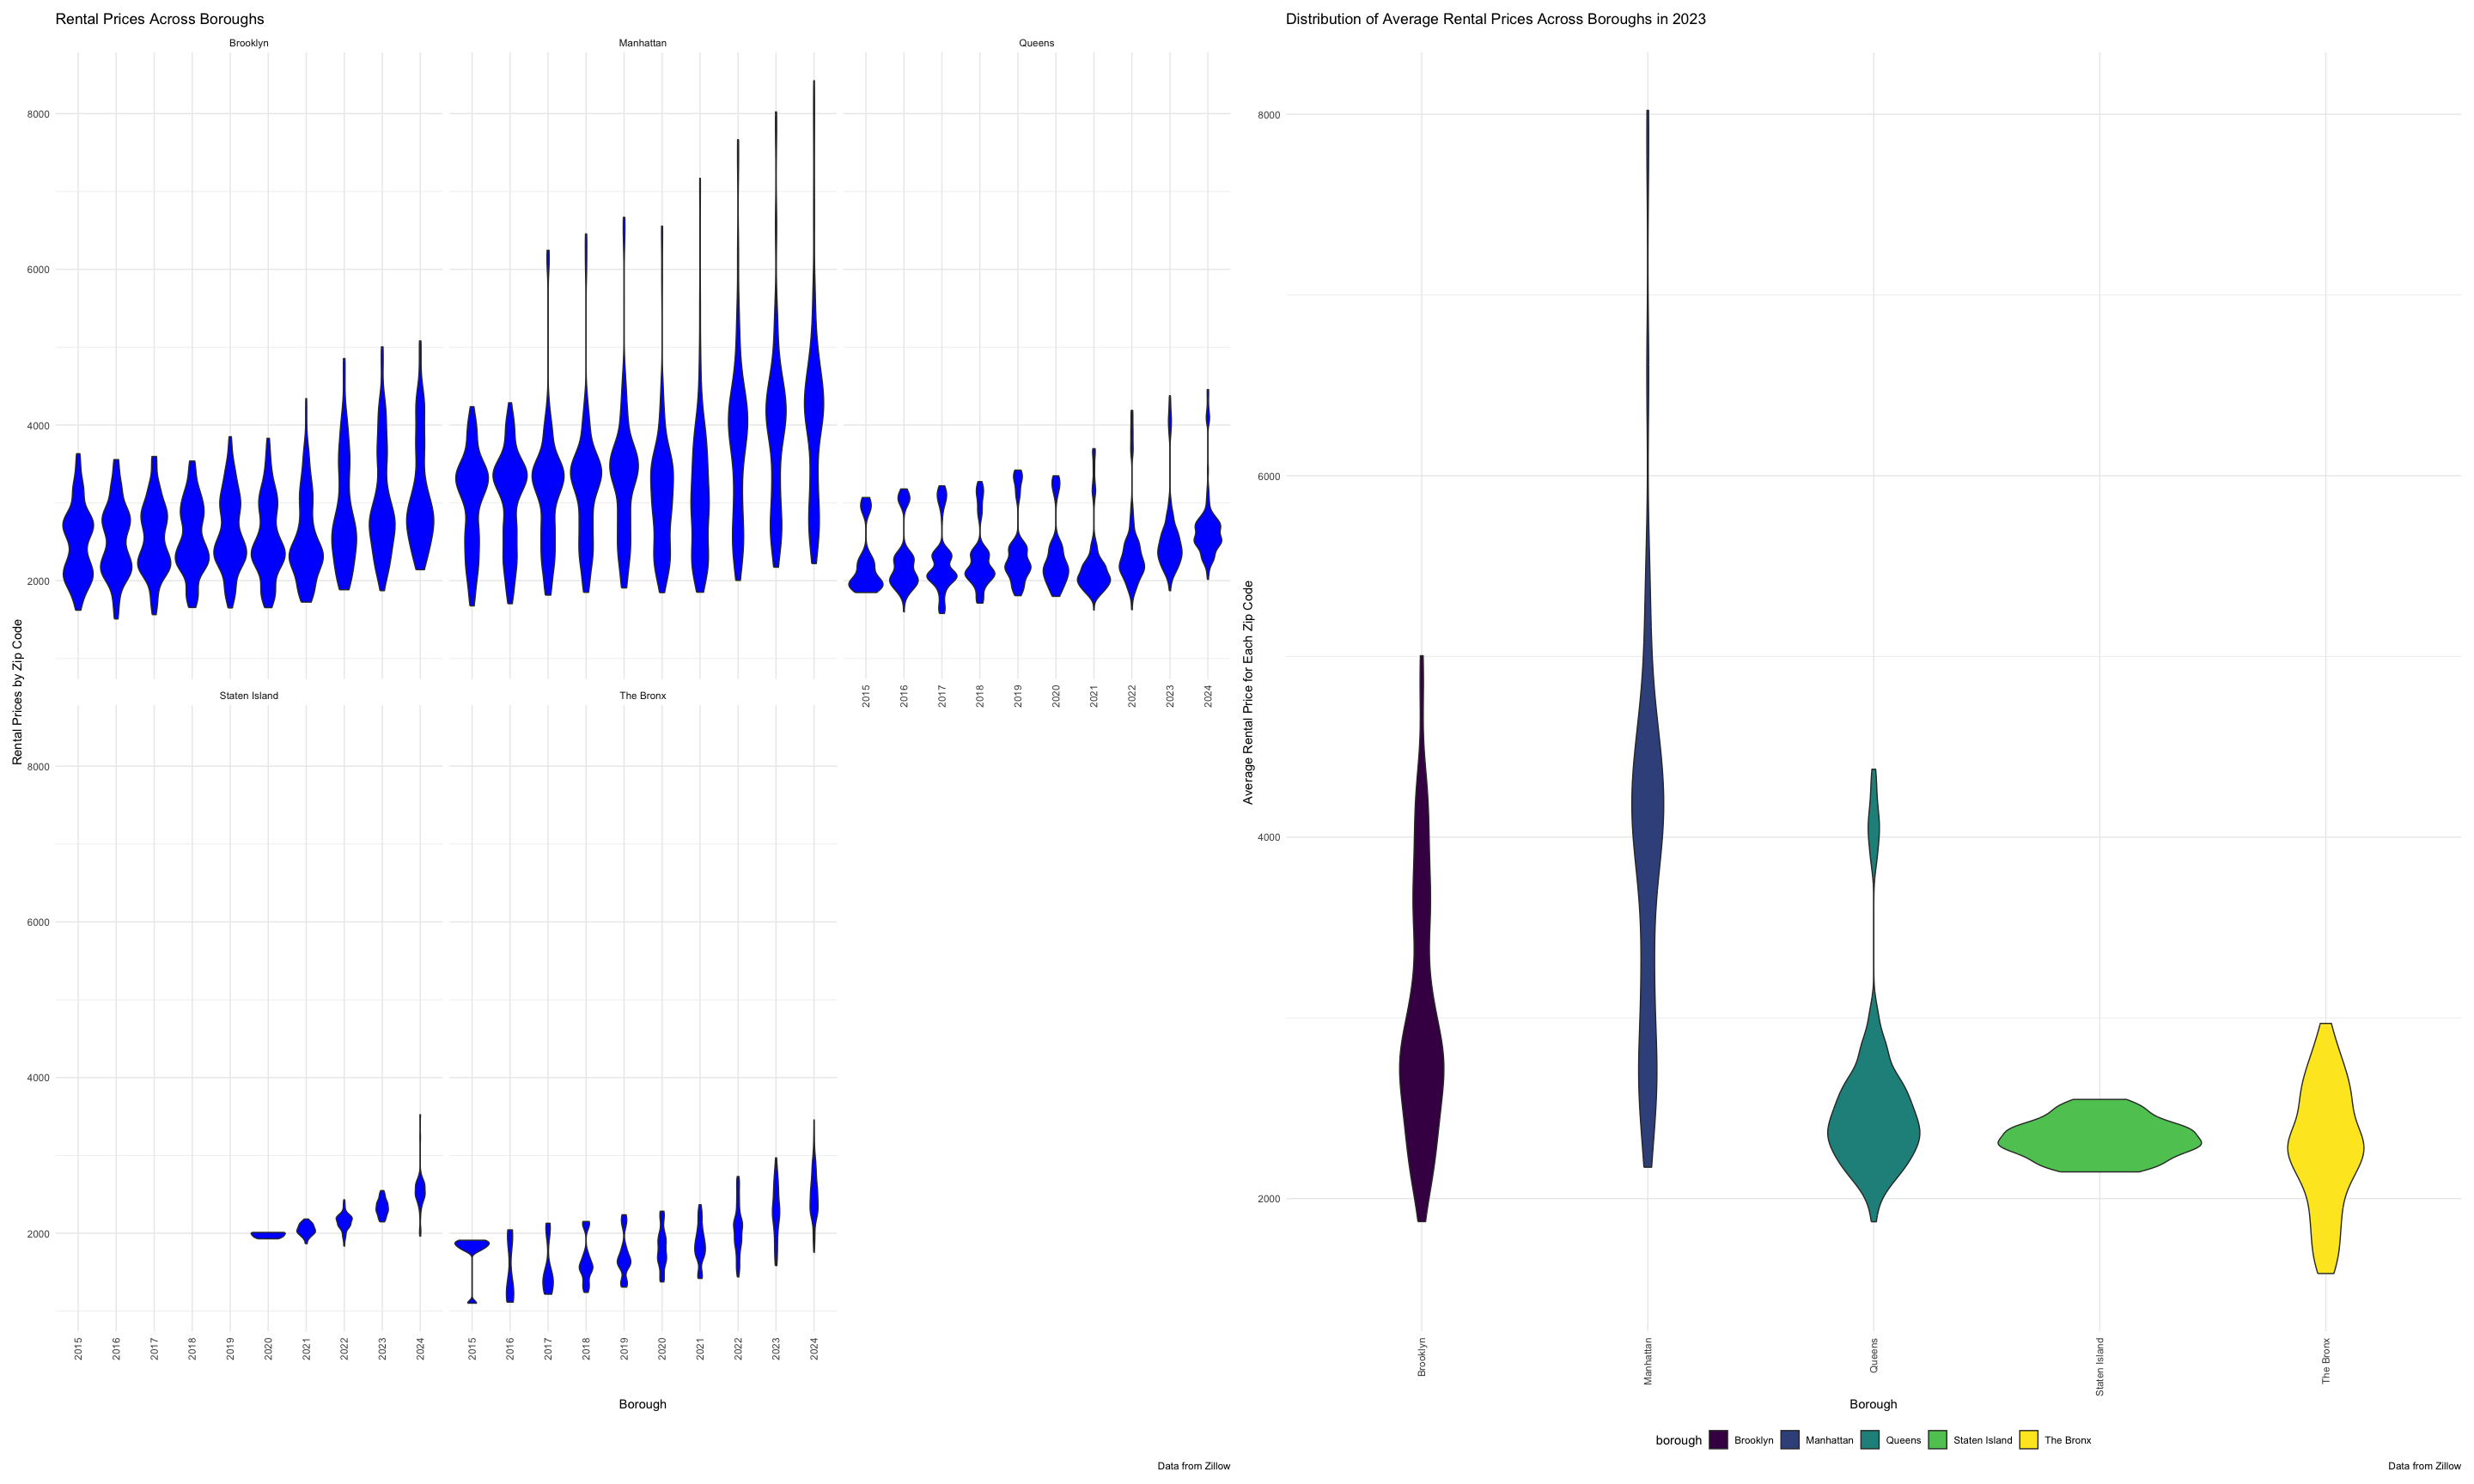 Rental Prices Across Boroughs
Brooklyn
Manhattan
Queens
8000
6000
4000
2000
2015
2016
2017
2018
2019
2020
2021
2022
2023
2024
Rental Prices by Zip Code
Staten Island
The Bronx
8000
6000
4000
2000
2015
2016
2017
2018
2019
2020
2021
2022
2023
2024
2015
2016
2017
2018
2019
2020
2021
2022
2023
2024
Borough
Data from Zillow
Distribution of Average Rental Prices Across Boroughs in 2023
Average Rental Price for Each Zip Code
8000
6000
4000
2000
Brooklyn
Manhattan
Queens
Staten Island
The Bronx
Borough
borough Brooklyn Manhattan Queens Staten Island The Bronx
Data from Zillow